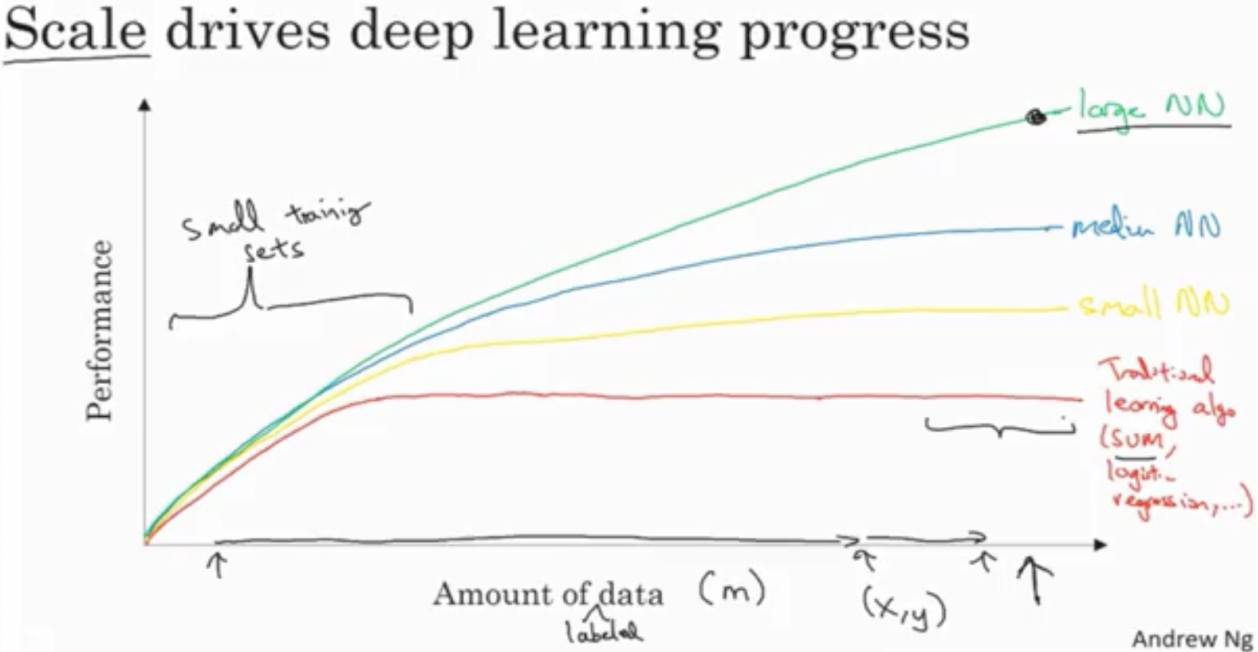 Scale drives deep learning progress
large NN
small training
sets
medium NN
small NN
Performance
Traditional
learning algo
(SVM,
logistic
regression,...)
Amount of data (m)
labeled
(x,y)
Andrew Ng